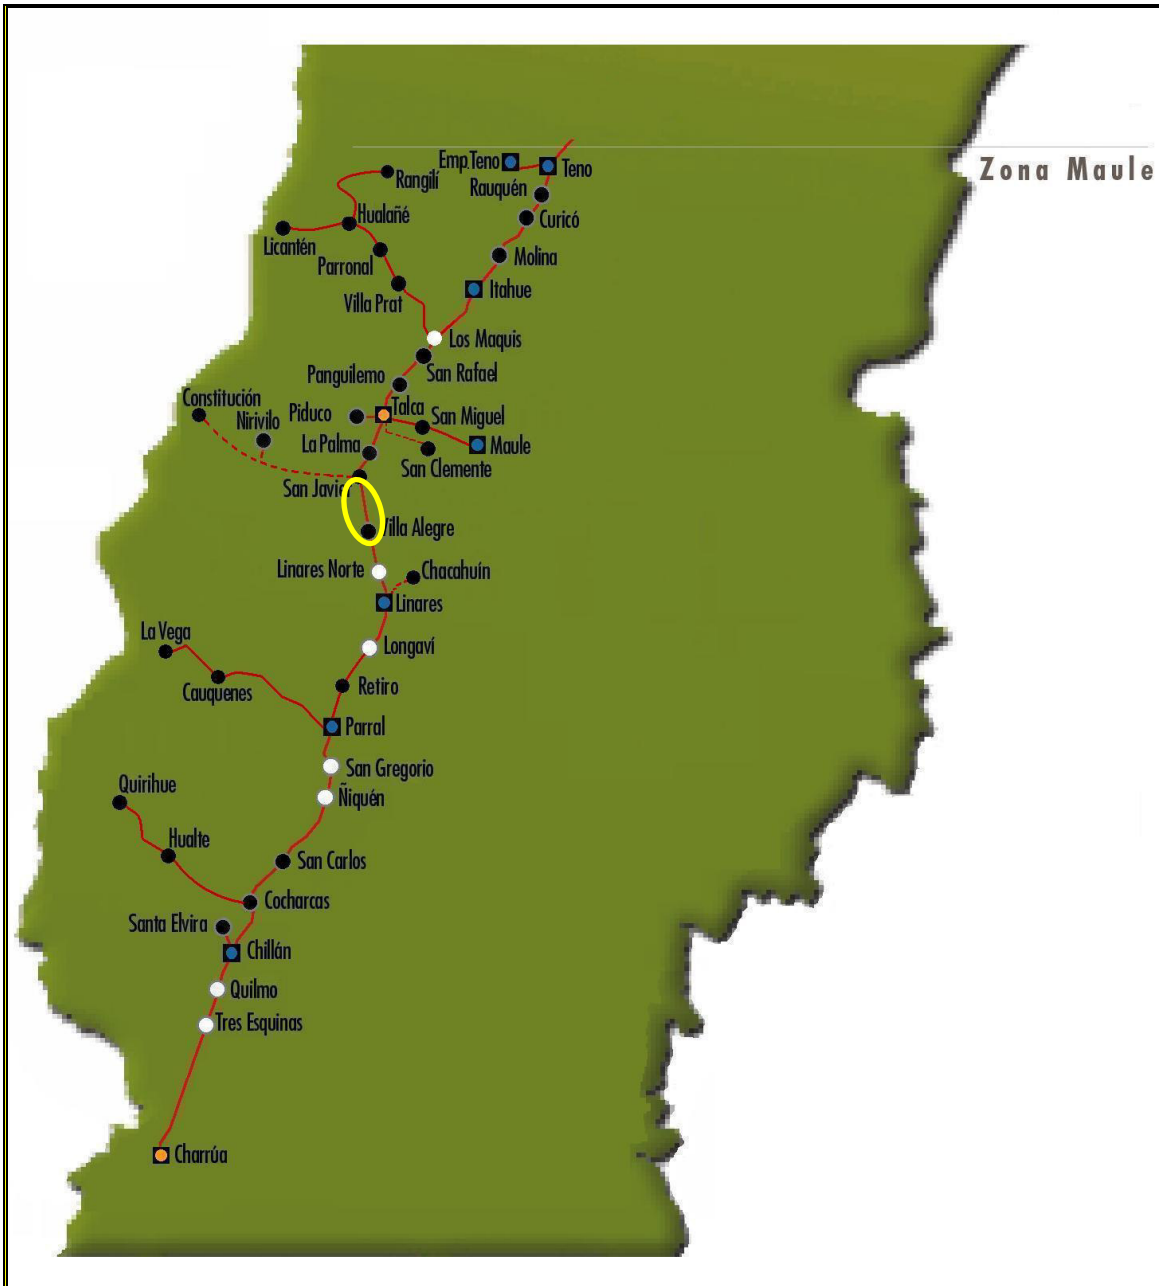 Zona Maule
Emp.Teno
Teno
Rangilí
Rauquén
Hualañé
Curicó
Licantén
Molina
Parronal
Itahue
Villa Prat
Los Maquis
San Rafael
Panguilemo
Constitución
Talca
Piduco
San Miguel
Nirivilo
La Palma
Maule
San Clemente
San Javier
Villa Alegre
Linares Norte
Chacahuín
Linares
La Vega
Longaví
Cauquenes
Retiro
Parral
San Gregorio
Quirihue
Ñiquén
Hualte
San Carlos
Cocharcas
Santa Elvira
Chillán
Quilmo
Tres Esquinas
Charrúa